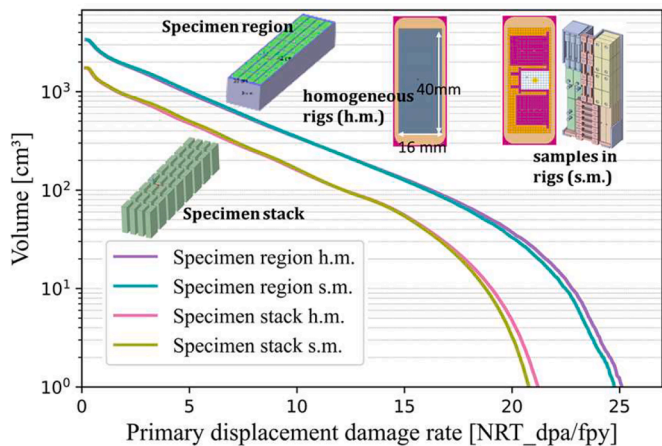 Specimen region
homogeneous
rigs (h.m.)
40mm
16 mm
samples in
rigs (s.m.)
Specimen stack
Specimen region h.m.
Specimen region s.m.
Specimen stack h.m.
Specimen stack s.m.
Volume [cm³]
10³
10²
10¹
10⁰
0 5 10 15 20 25
Primary displacement damage rate [NRT_dpa/fpy]